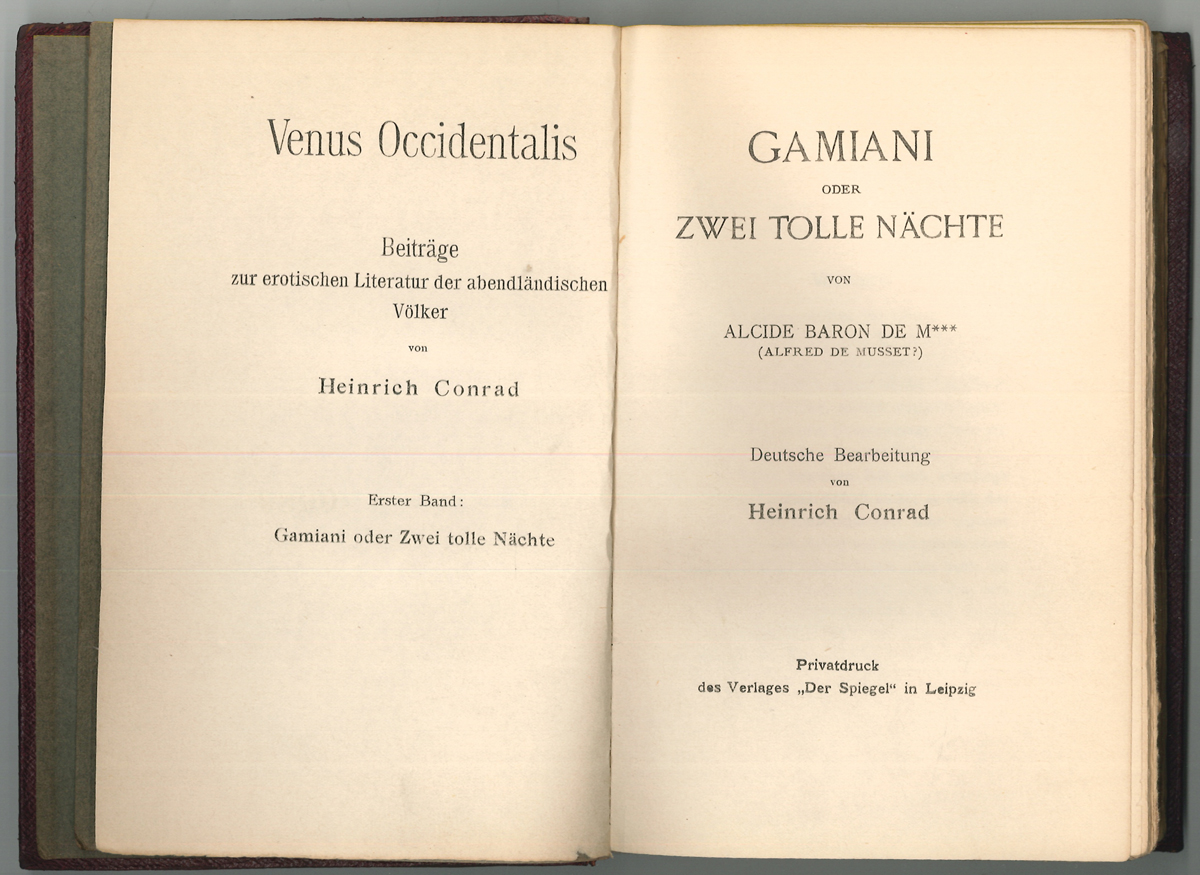 Venus Occidentalis
Beiträge
zur erotischen Literatur der abendländischen
Völker
von
Heinrich Conrad
Erster Band:
Gamiani oder Zwei tolle Nächte
GAMIANI
ODER
ZWEI TOLLE NÄCHTE
VON
ALCIDE BARON DE M***
(ALFRED DE MUSSET?)
Deutsche Bearbeitung
von
Heinrich Conrad
Privatdruck
des Verlages „Der Spiegel“ in Leipzig